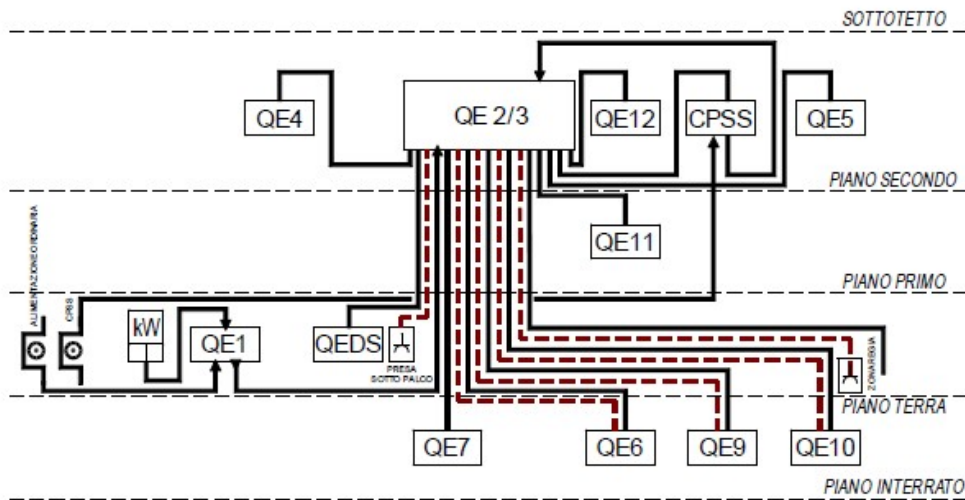 SOTTOTETTO
QE4
QE 2/3
QE12
CPSS
QE5
PIANO SECONDO
QE11
PIANO PRIMO
ALIMENTAZIONE ORDINARIA
CPSS
kW
QE1
QEDS
PRESA
SOTTO PALCO
ZONA REGIA
PIANO TERRA
QE7
QE6
QE9
QE10
PIANO INTERRATO